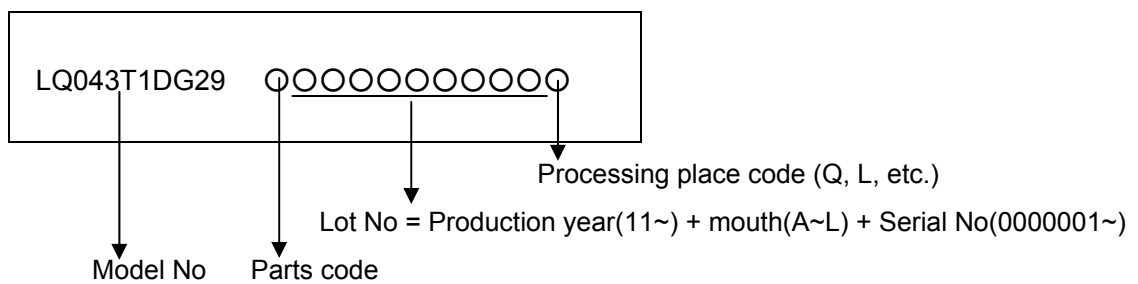 LQ043T1DG29 ○○○○○○○○○○○
Processing place code (Q, L, etc.)
Lot No = Production year(11~) + mouth(A~L) + Serial No(0000001~)
Model No Parts code